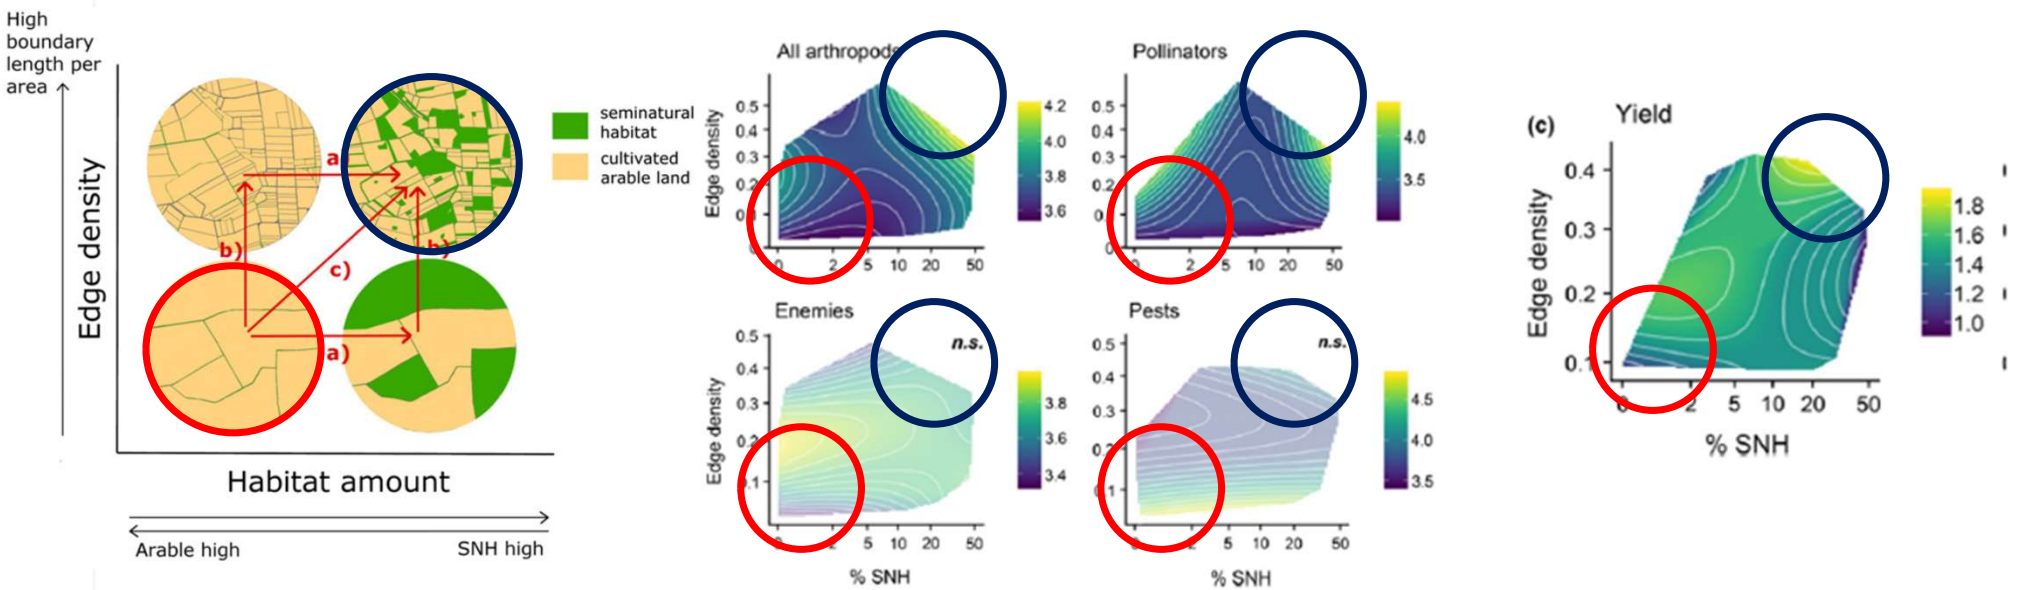 High
boundary
length per
area
Edge density
a
b)
c)
b)
a)
Habitat amount
Arable high
SNH high
seminatural
habitat
cultivated
arable land
All arthropods
Edge density
0.5
0.4
0.3
0.2
0
2
5
10
20
50
4.2
4.0
3.8
3.6
Pollinators
Edge density
0.5
0.4
0.3
0.2
0
2
5
10
20
50
4.0
3.5
Enemies
n.s.
Edge density
0.5
0.4
0.3
0.2
0.1
2
5
10
20
50
% SNH
3.8
3.6
3.4
Pests
n.s.
0.5
0.4
0.3
0.1
2
5
10
20
50
% SNH
4.5
4.0
3.5
(c)
Yield
Edge density
0.4
0.3
0.2
0.1
0
2
5
10
20
50
% SNH
1.8
1.6
1.4
1.2
1.0